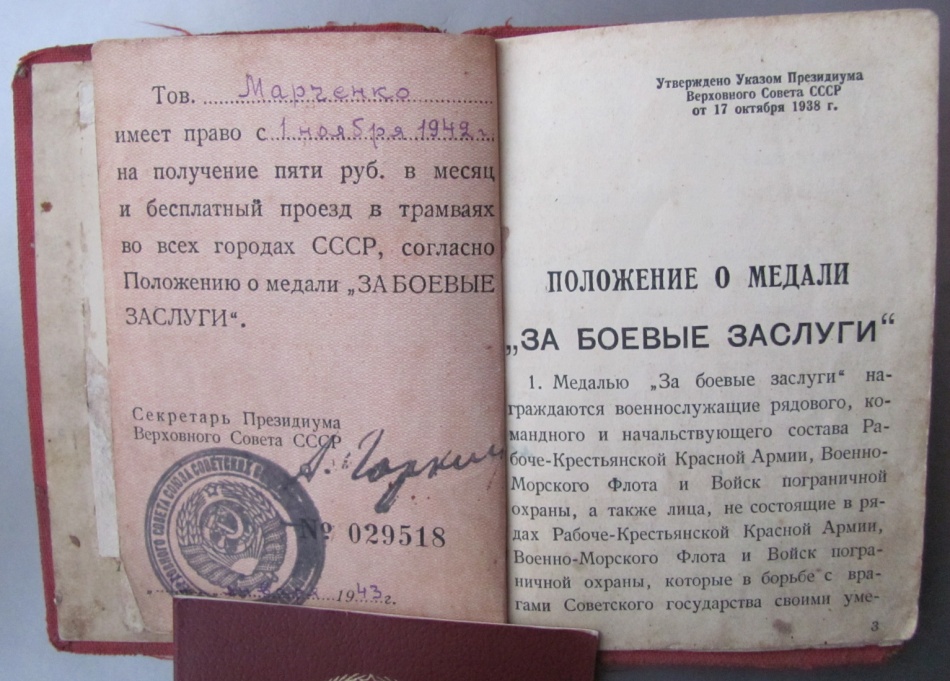 Тов. Марченко
имеет право с 1 ноября 1942 г.
на получение пяти руб. в месяц
и бесплатный проезд в трамваях
во всех городах СССР, согласно
Положению о медали „ЗА БОЕВЫЕ
ЗАСЛУГИ“.
Секретарь Президиума
Верховного Совета СССР
А. Горкин
№ 029518
1943 г.
Утверждено Указом Президиума
Верховного Совета СССР
от 17 октября 1938 г.
ПОЛОЖЕНИЕ О МЕДАЛИ
„ЗА БОЕВЫЕ ЗАСЛУГИ“
1. Медалью „За боевые заслуги“ на-
граждаются военнослужащие рядового, ко-
мандного и начальствующего состава Ра-
боче-Крестьянской Красной Армии, Военно-
Морского Флота и Войск пограничной
охраны, а также лица, не состоящие в ря-
дах Рабоче-Крестьянской Красной Армии,
Военно-Морского Флота и Войск погра-
ничной охраны, которые в борьбе с вра-
гами Советского государства своими уме-
3